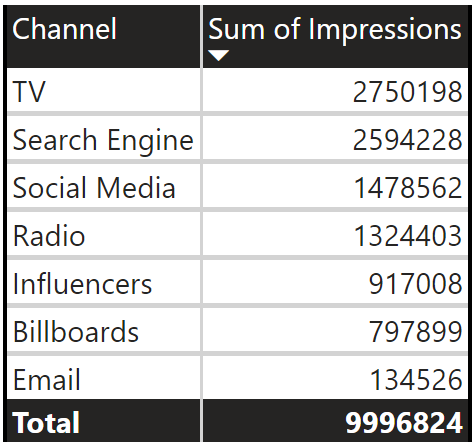 Channel Sum of Impressions
TV 2750198
Search Engine 2594228
Social Media 1478562
Radio 1324403
Influencers 917008
Billboards 797899
Email 134526
Total 9996824